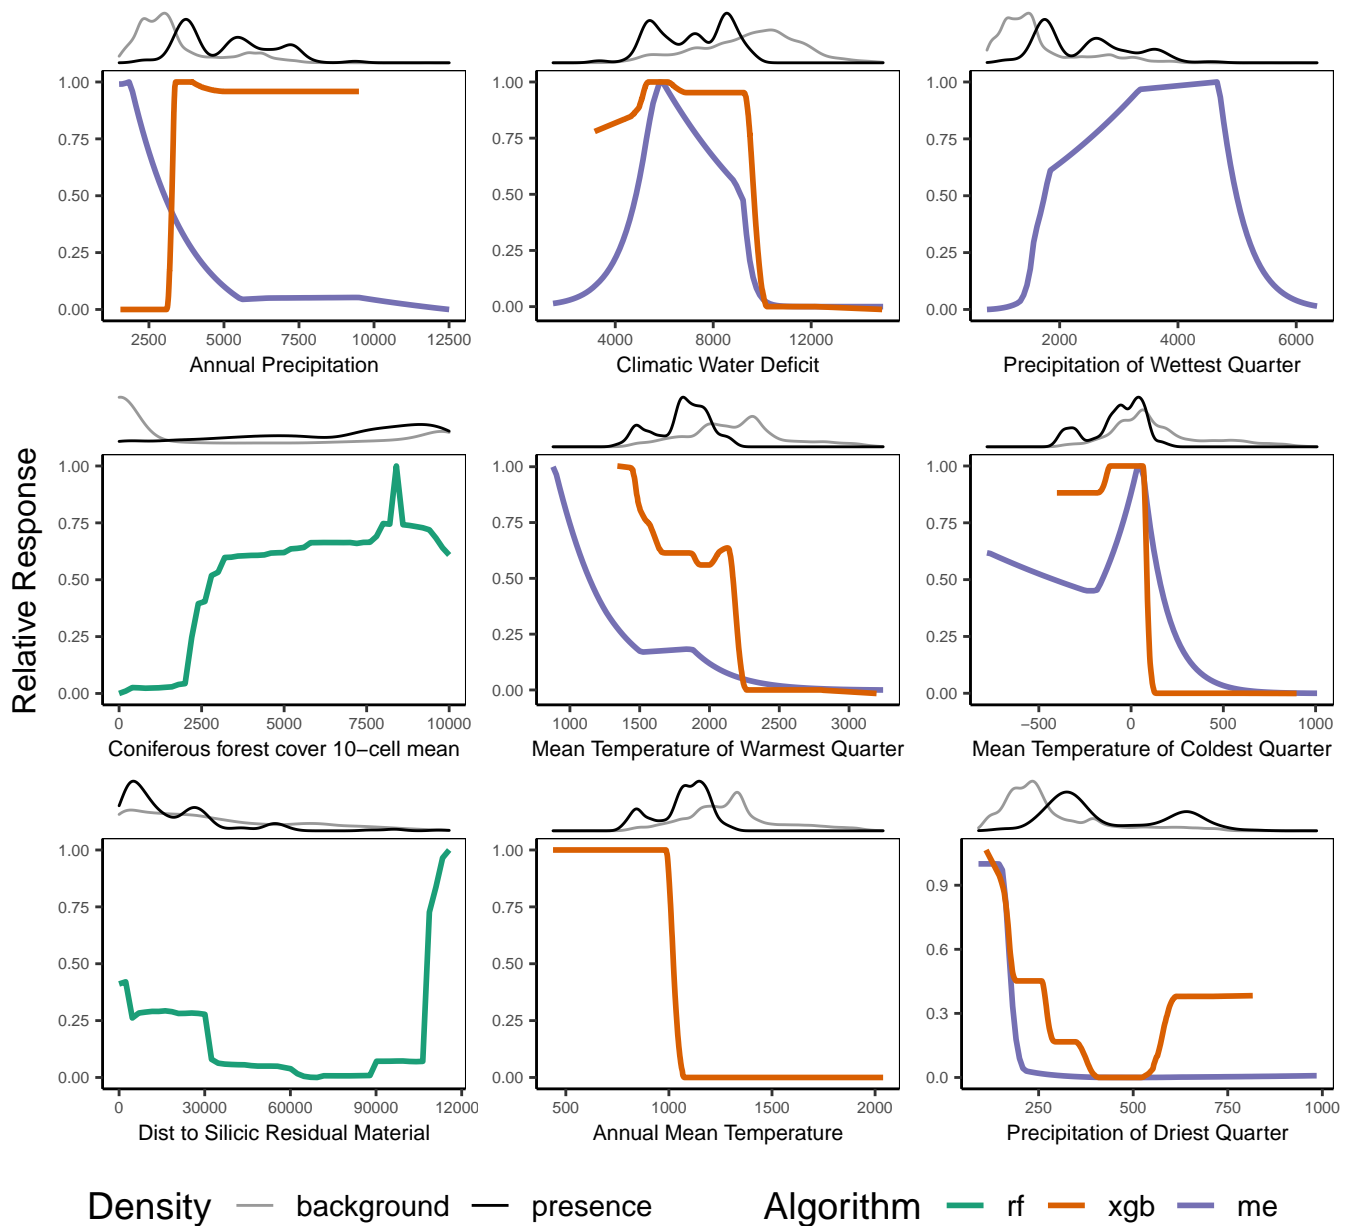 1.00
0.75
0.50
0.25
0.00
2500 5000 7500 10000 12500
Annual Precipitation
1.00
0.75
0.50
0.25
0.00
4000 8000 12000
Climatic Water Deficit
1.00
0.75
0.50
0.25
0.00
2000 4000 6000
Precipitation of Wettest Quarter
Relative Response
1.00
0.75
0.50
0.25
0.00
0 2500 5000 7500 10000
Coniferous forest cover 10−cell mean
1.00
0.75
0.50
0.25
0.00
1000 1500 2000 2500 3000
Mean Temperature of Warmest Quarter
1.00
0.75
0.50
0.25
0.00
−500 0 500 1000
Mean Temperature of Coldest Quarter
1.00
0.75
0.50
0.25
0.00
0 30000 60000 90000 12000
Dist to Silicic Residual Material
1.00
0.75
0.50
0.25
0.00
500 1000 1500 2000
Annual Mean Temperature
0.9
0.6
0.3
0.0
250 500 750 1000
Precipitation of Driest Quarter
Density background presence Algorithm rf xgb me